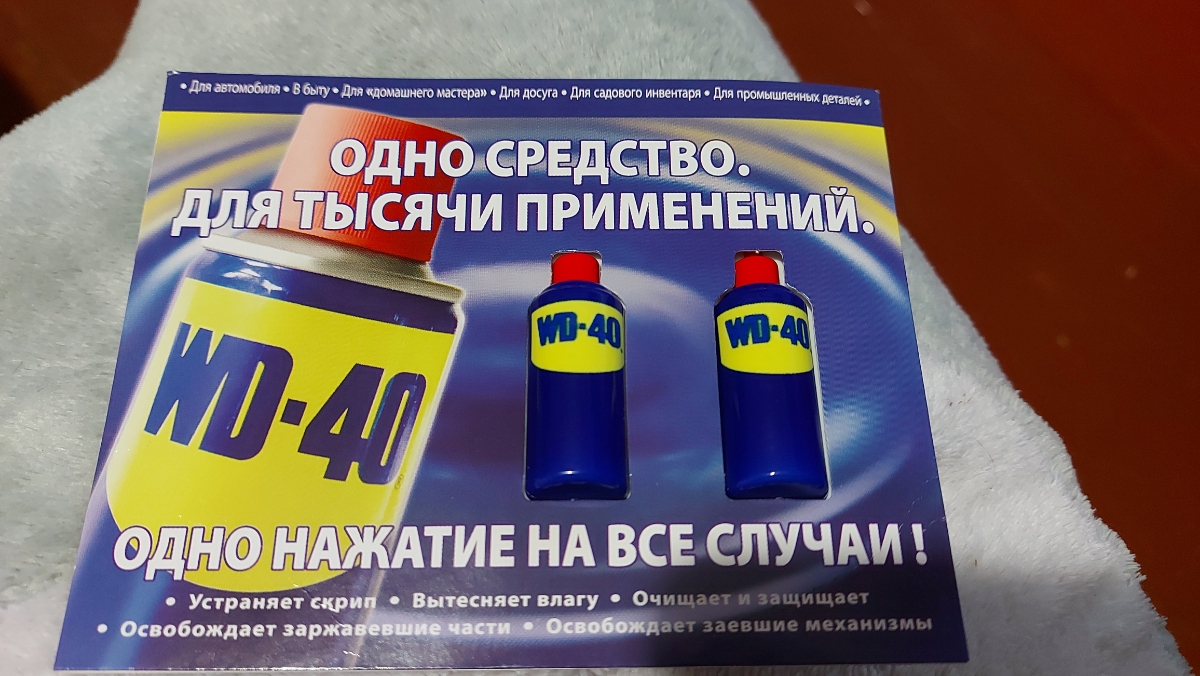 • Для автомобиля • В быту • Для «домашнего мастера» • Для досуга • Для садового инвентаря • Для промышленных деталей •
ОДНО СРЕДСТВО.
ДЛЯ ТЫСЯЧИ ПРИМЕНЕНИЙ.
WD-40
WD-40
WD-40
ОДНО НАЖАТИЕ НА ВСЕ СЛУЧАИ!
• Устраняет скрип • Вытесняет влагу • Очищает и защищает
• Освобождает заржавевшие части • Освобождает заевшие механизмы